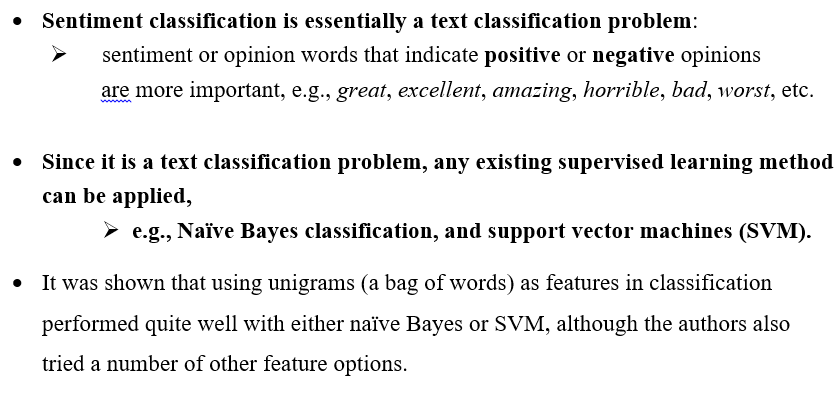 • Sentiment classification is essentially a text classification problem:
➢ sentiment or opinion words that indicate positive or negative opinions
are more important, e.g., great, excellent, amazing, horrible, bad, worst, etc.
• Since it is a text classification problem, any existing supervised learning method
can be applied,
➢ e.g., Naïve Bayes classification, and support vector machines (SVM).
• It was shown that using unigrams (a bag of words) as features in classification
performed quite well with either naïve Bayes or SVM, although the authors also
tried a number of other feature options.